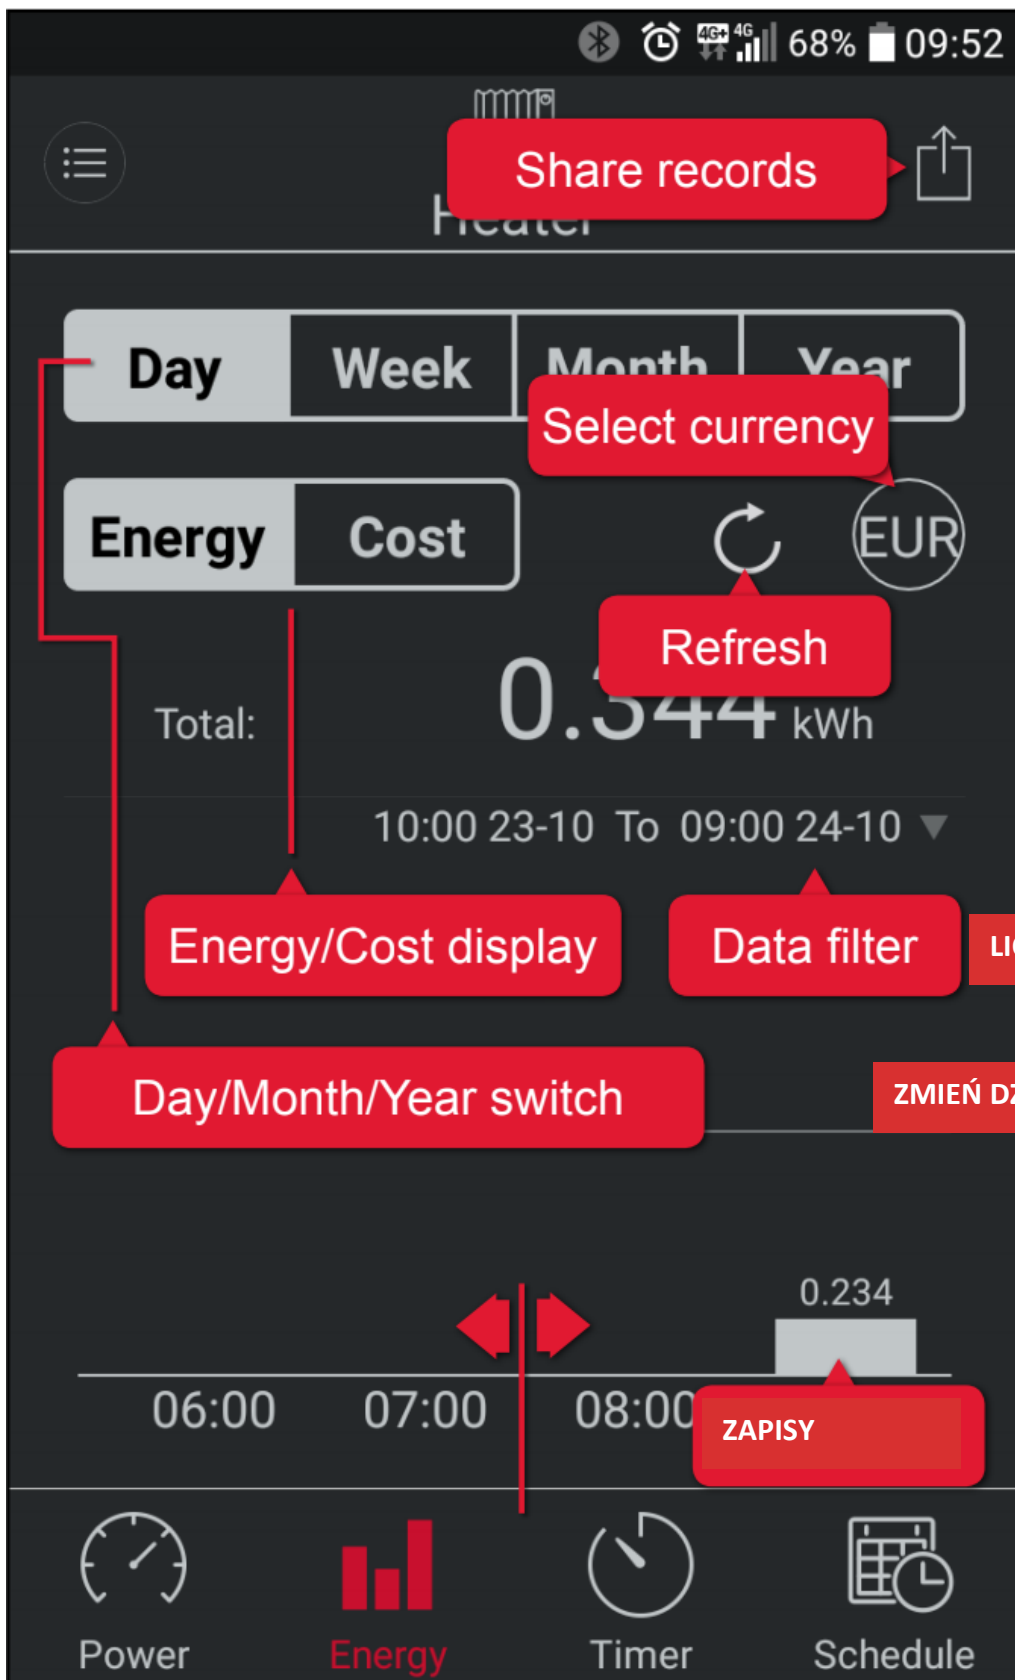 4G+ 4G 68% 09:52
Share records
Heater
Day Week Month Year
Select currency
Energy Cost EUR
Refresh
Total: 0.344 kWh
10:00 23-10 To 09:00 24-10
Energy/Cost display Data filter
Day/Month/Year switch ZMIEŃ
0.234
06:00 07:00 08:00
ZAPISY
Power Energy Timer Schedule